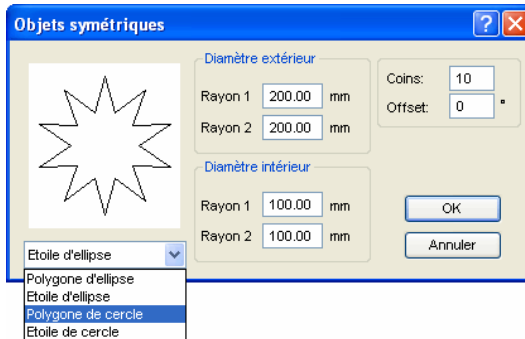 Objets symétriques
Diamètre extérieur
Rayon 1 200.00 mm
Rayon 2 200.00 mm
Coins: 10
Offset: 0 °
Diamètre intérieur
Rayon 1 100.00 mm
Rayon 2 100.00 mm
OK
Annuler
Etoile d'ellipse
Polygone d'ellipse
Etoile d'ellipse
Polygone de cercle
Etoile de cercle